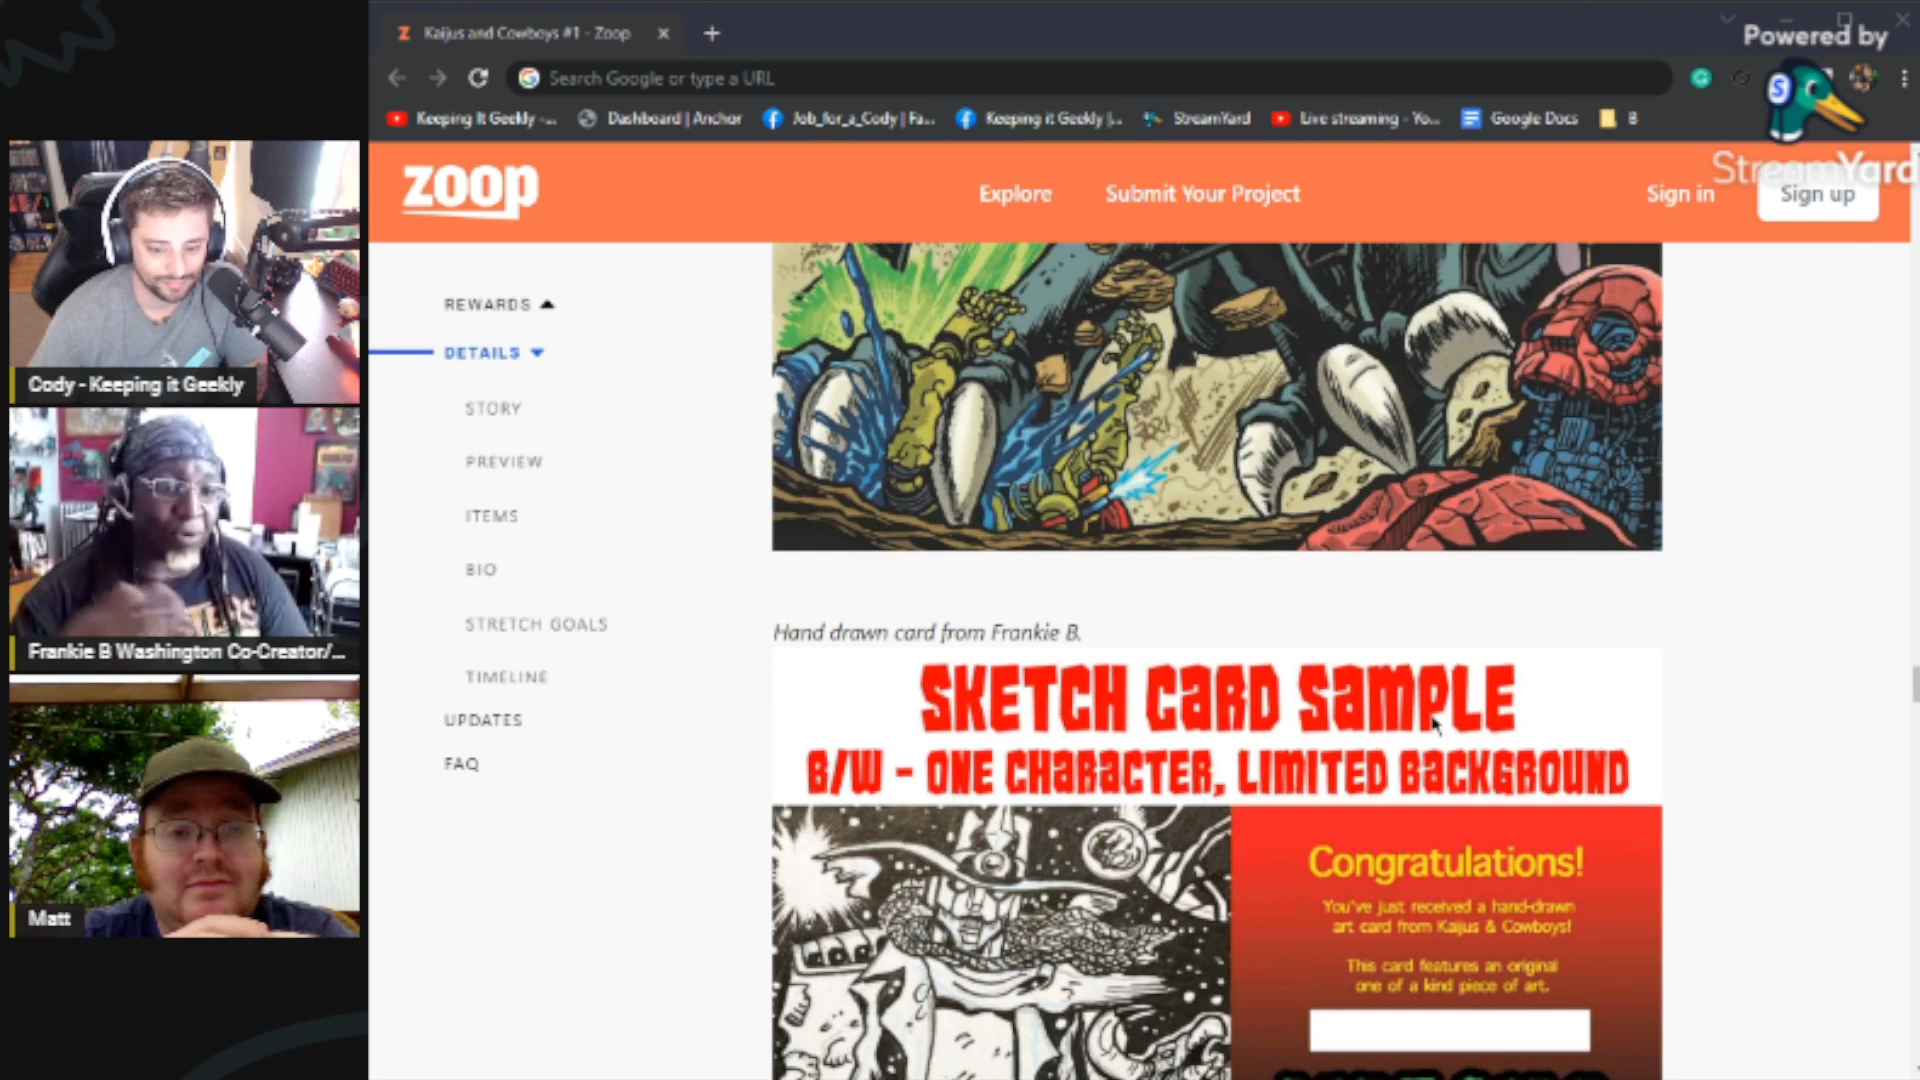 Kaijus and Cowboys #1 - Zoop
Powered by
Search Google or type a URL
Keeping It Geekly -...
Dashboard | Anchor
Job_for_a_Cody | Fa...
Keeping it Geekly |...
StreamYard
Live streaming - Yo...
Google Docs
B
S
StreamYard
zoop
Explore
Submit Your Project
Sign in
Sign up
REWARDS
DETAILS
STORY
PREVIEW
ITEMS
BIO
STRETCH GOALS
TIMELINE
UPDATES
FAQ
Cody - Keeping it Geekly
Frankie B Washington Co-Creator/...
Matt
Hand drawn card from Frankie B.
SKETCH CARD SAMPLE
B/W - ONE CHARACTER, LIMITED BACKGROUND
Congratulations!
You've just received a hand-drawn
art card from Kaijus & Cowboys!
This card features an original
one of a kind piece of art.